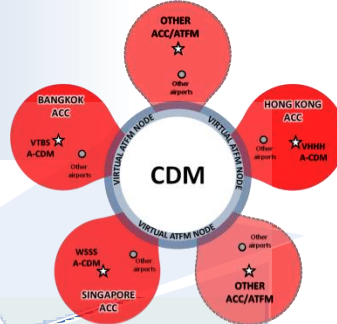 OTHER
ACC/ATFM
Other
airports
BANGKOK
ACC
VTBS
A-CDM
Other
airports
HONG KONG
ACC
Other
airports
VHHH
A-CDM
VIRTUAL ATFM NODE
VIRTUAL ATFM NODE
CDM
VIRTUAL ATFM NODE
WSSS
A-CDM
Other
airports
SINGAPORE
ACC
Other
airports
OTHER
ACC/ATFM